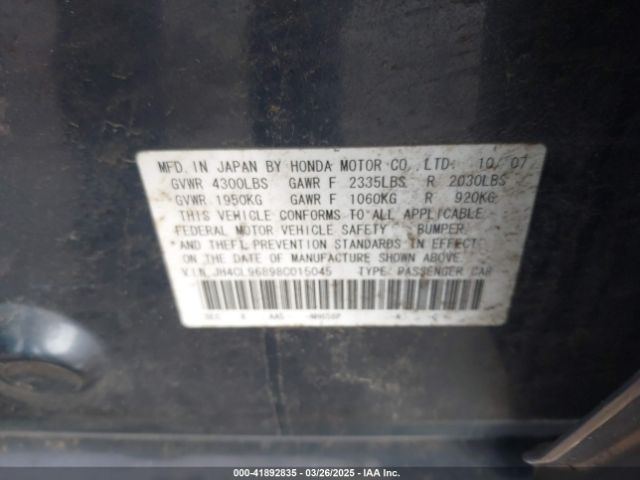 MFD. IN JAPAN BY HONDA MOTOR CO., LTD. 10/07
GVWR 4300LBS GAWR F 2335LBS R 2030LBS
GVWR 1950KG GAWR F 1060KG R 920KG
THIS VEHICLE CONFORMS TO ALL APPLICABLE
FEDERAL MOTOR VEHICLE SAFETY, BUMPER,
AND THEFT PREVENTION STANDARDS IN EFFECT
ON THE DATE OF MANUFACTURE SHOWN ABOVE.
V.I.N. JH4CL96898C015045 TYPE: PASSENGER CAR
000-41892835 - 03/26/2025 - IAA Inc.